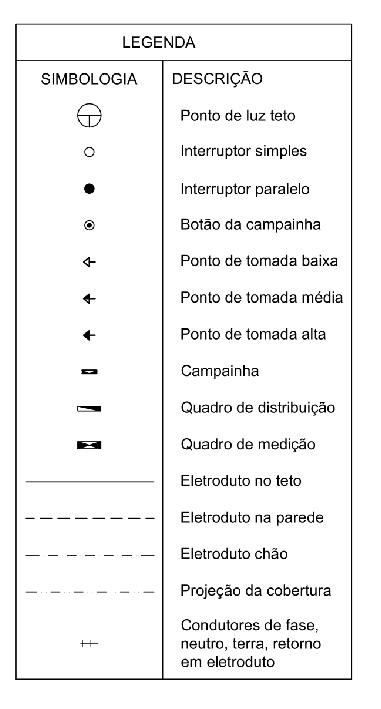 LEGENDA
SIMBOLOGIA DESCRIÇÃO
Ponto de luz teto
Interruptor simples
Interruptor paralelo
Botão da campainha
Ponto de tomada baixa
Ponto de tomada média
Ponto de tomada alta
Campainha
Quadro de distribuição
Quadro de medição
Eletroduto no teto
Eletroduto na parede
Eletroduto chão
Projeção da cobertura
Condutores de fase,
neutro, terra, retorno
em eletroduto